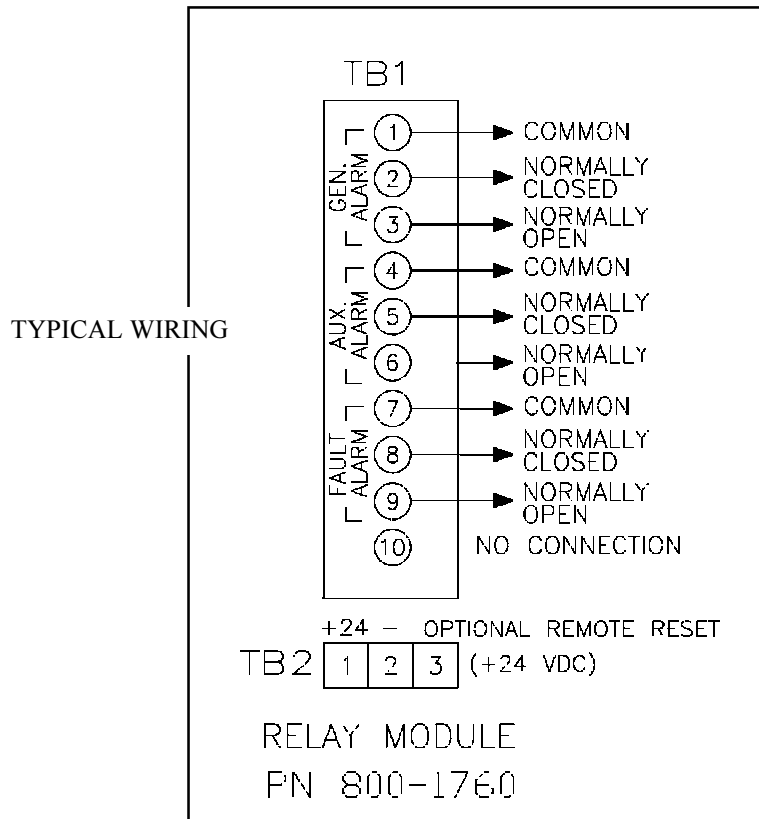 TB1
GEN.
ALARM
1 COMMON
2 NORMALLY
CLOSED
3 NORMALLY
OPEN
AUX.
ALARM
4 COMMON
5 NORMALLY
CLOSED
6 NORMALLY
OPEN
FAULT
ALARM
7 COMMON
8 NORMALLY
CLOSED
9 NORMALLY
OPEN
10 NO CONNECTION
TYPICAL WIRING
+24 - OPTIONAL REMOTE RESET
TB2 1 2 3 (+24 VDC)
RELAY MODULE
PN 800-1760